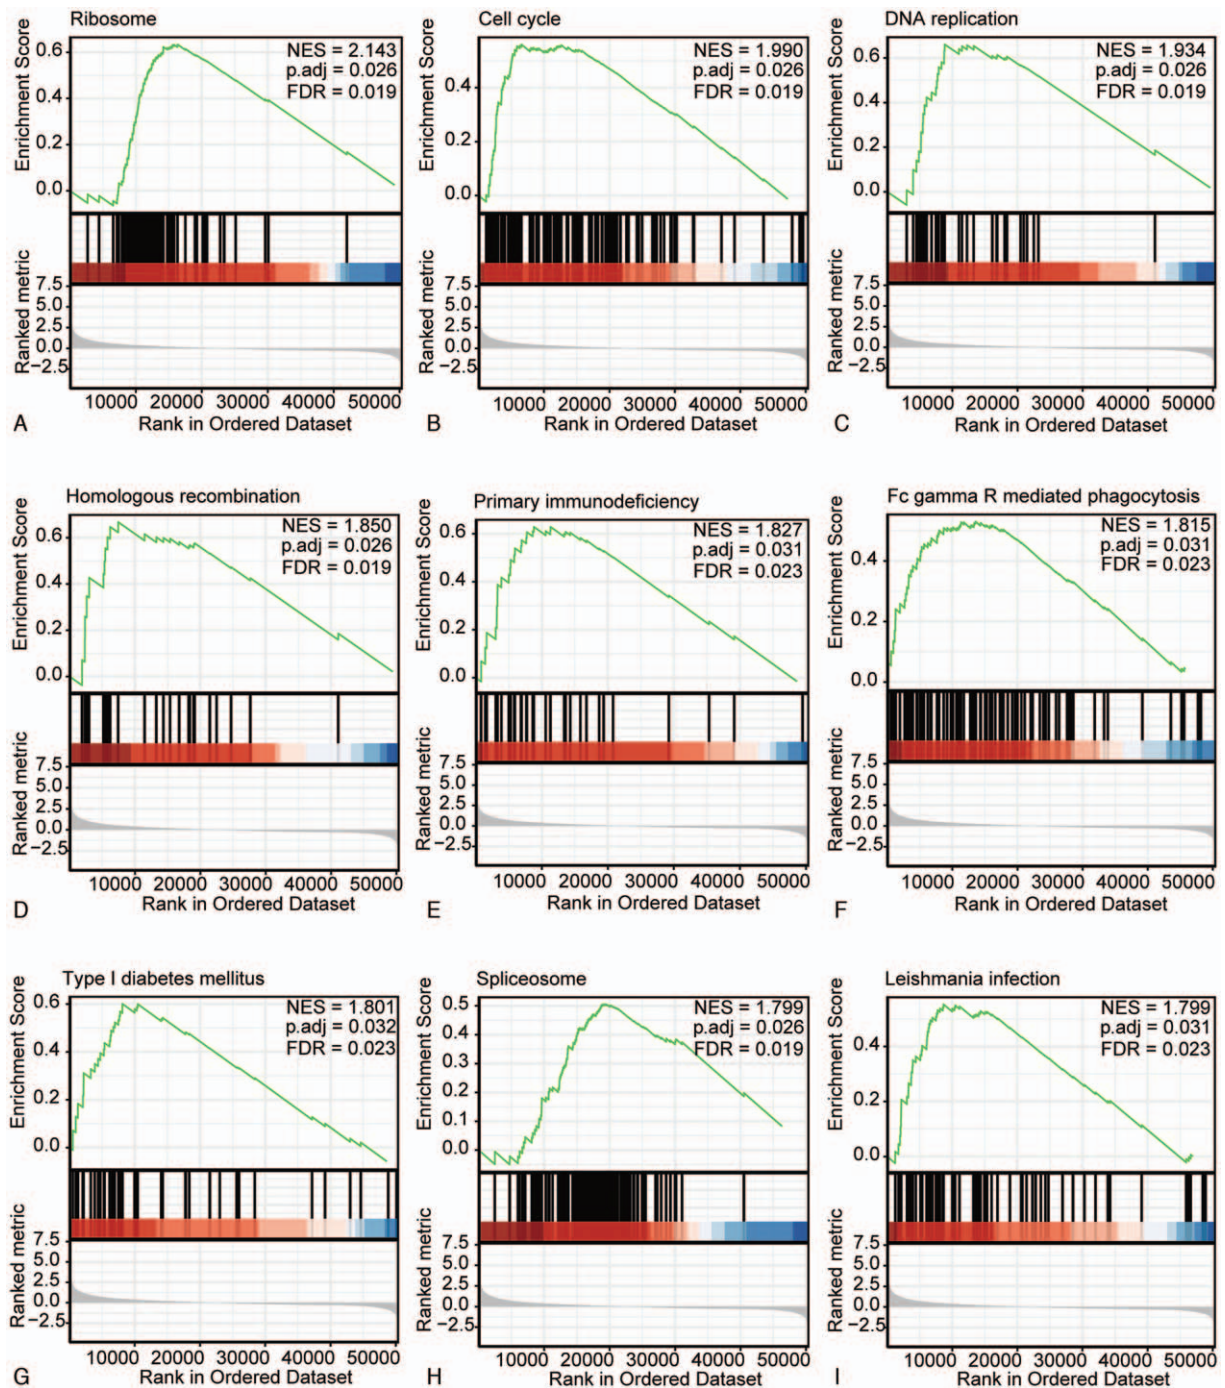 Ribosome
NES = 2.143
p.adj = 0.026
FDR = 0.019
Enrichment Score
0.6
0.4
0.2
0.0
Ranked metric
7.5
5.0
2.5
0.0
−2.5
10000 20000 30000 40000 50000
Rank in Ordered Dataset
A
Cell cycle
NES = 1.990
p.adj = 0.026
FDR = 0.019
Enrichment Score
0.4
0.2
0.0
Ranked metric
7.5
5.0
2.5
0.0
−2.5
10000 20000 30000 40000 50000
Rank in Ordered Dataset
B
DNA replication
NES = 1.934
p.adj = 0.026
FDR = 0.019
Enrichment Score
0.6
0.4
0.2
0.0
Ranked metric
7.5
5.0
2.5
0.0
−2.5
10000 20000 30000 40000 50000
Rank in Ordered Dataset
C
Homologous recombination
NES = 1.850
p.adj = 0.026
FDR = 0.019
Enrichment Score
0.6
0.4
0.2
0.0
Ranked metric
7.5
5.0
2.5
0.0
−2.5
10000 20000 30000 40000 50000
Rank in Ordered Dataset
D
Primary immunodeficiency
NES = 1.827
p.adj = 0.031
FDR = 0.023
Enrichment Score
0.6
0.4
0.2
0.0
Ranked metric
7.5
5.0
2.5
0.0
−2.5
10000 20000 30000 40000 50000
Rank in Ordered Dataset
E
Fc gamma R mediated phagocytosis
NES = 1.815
p.adj = 0.031
FDR = 0.023
Enrichment Score
0.4
0.2
0.0
Ranked metric
7.5
5.0
2.5
0.0
−2.5
10000 20000 30000 40000 50000
Rank in Ordered Dataset
F
Type I diabetes mellitus
NES = 1.801
p.adj = 0.032
FDR = 0.023
Enrichment Score
0.6
0.4
0.2
0.0
Ranked metric
7.5
5.0
2.5
0.0
−2.5
10000 20000 30000 40000 50000
Rank in Ordered Dataset
G
Spliceosome
NES = 1.799
p.adj = 0.026
FDR = 0.019
Enrichment Score
0.5
0.4
0.3
0.2
0.1
0.0
Ranked metric
7.5
5.0
2.5
0.0
−2.5
10000 20000 30000 40000 50000
Rank in Ordered Dataset
H
Leishmania infection
NES = 1.799
p.adj = 0.031
FDR = 0.023
Enrichment Score
0.4
0.2
0.0
Ranked metric
7.5
5.0
2.5
0.0
−2.5
10000 20000 30000 40000 50000
Rank in Ordered Dataset
I